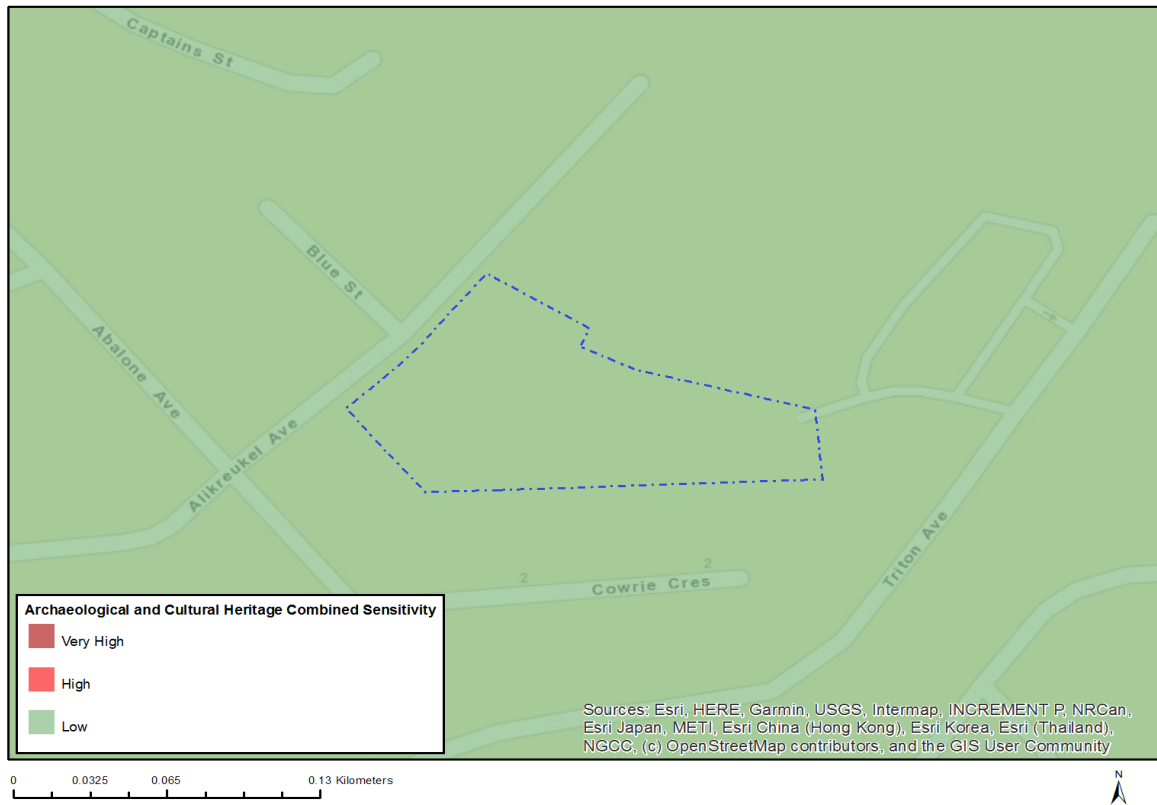 Captains St
Blue St
Abalone Ave
Alikreukel Ave
Triton Ave
2
2
Cowrie Cres
Archaeological and Cultural Heritage Combined Sensitivity
Very High
High
Low
Sources: Esri, HERE, Garmin, USGS, Intermap, INCREMENT P, NRCan,
Esri Japan, METI, Esri China (Hong Kong), Esri Korea, Esri (Thailand),
NGCC, (c) OpenStreetMap contributors, and the GIS User Community
0 0.0325 0.065 0.13 Kilometers
N